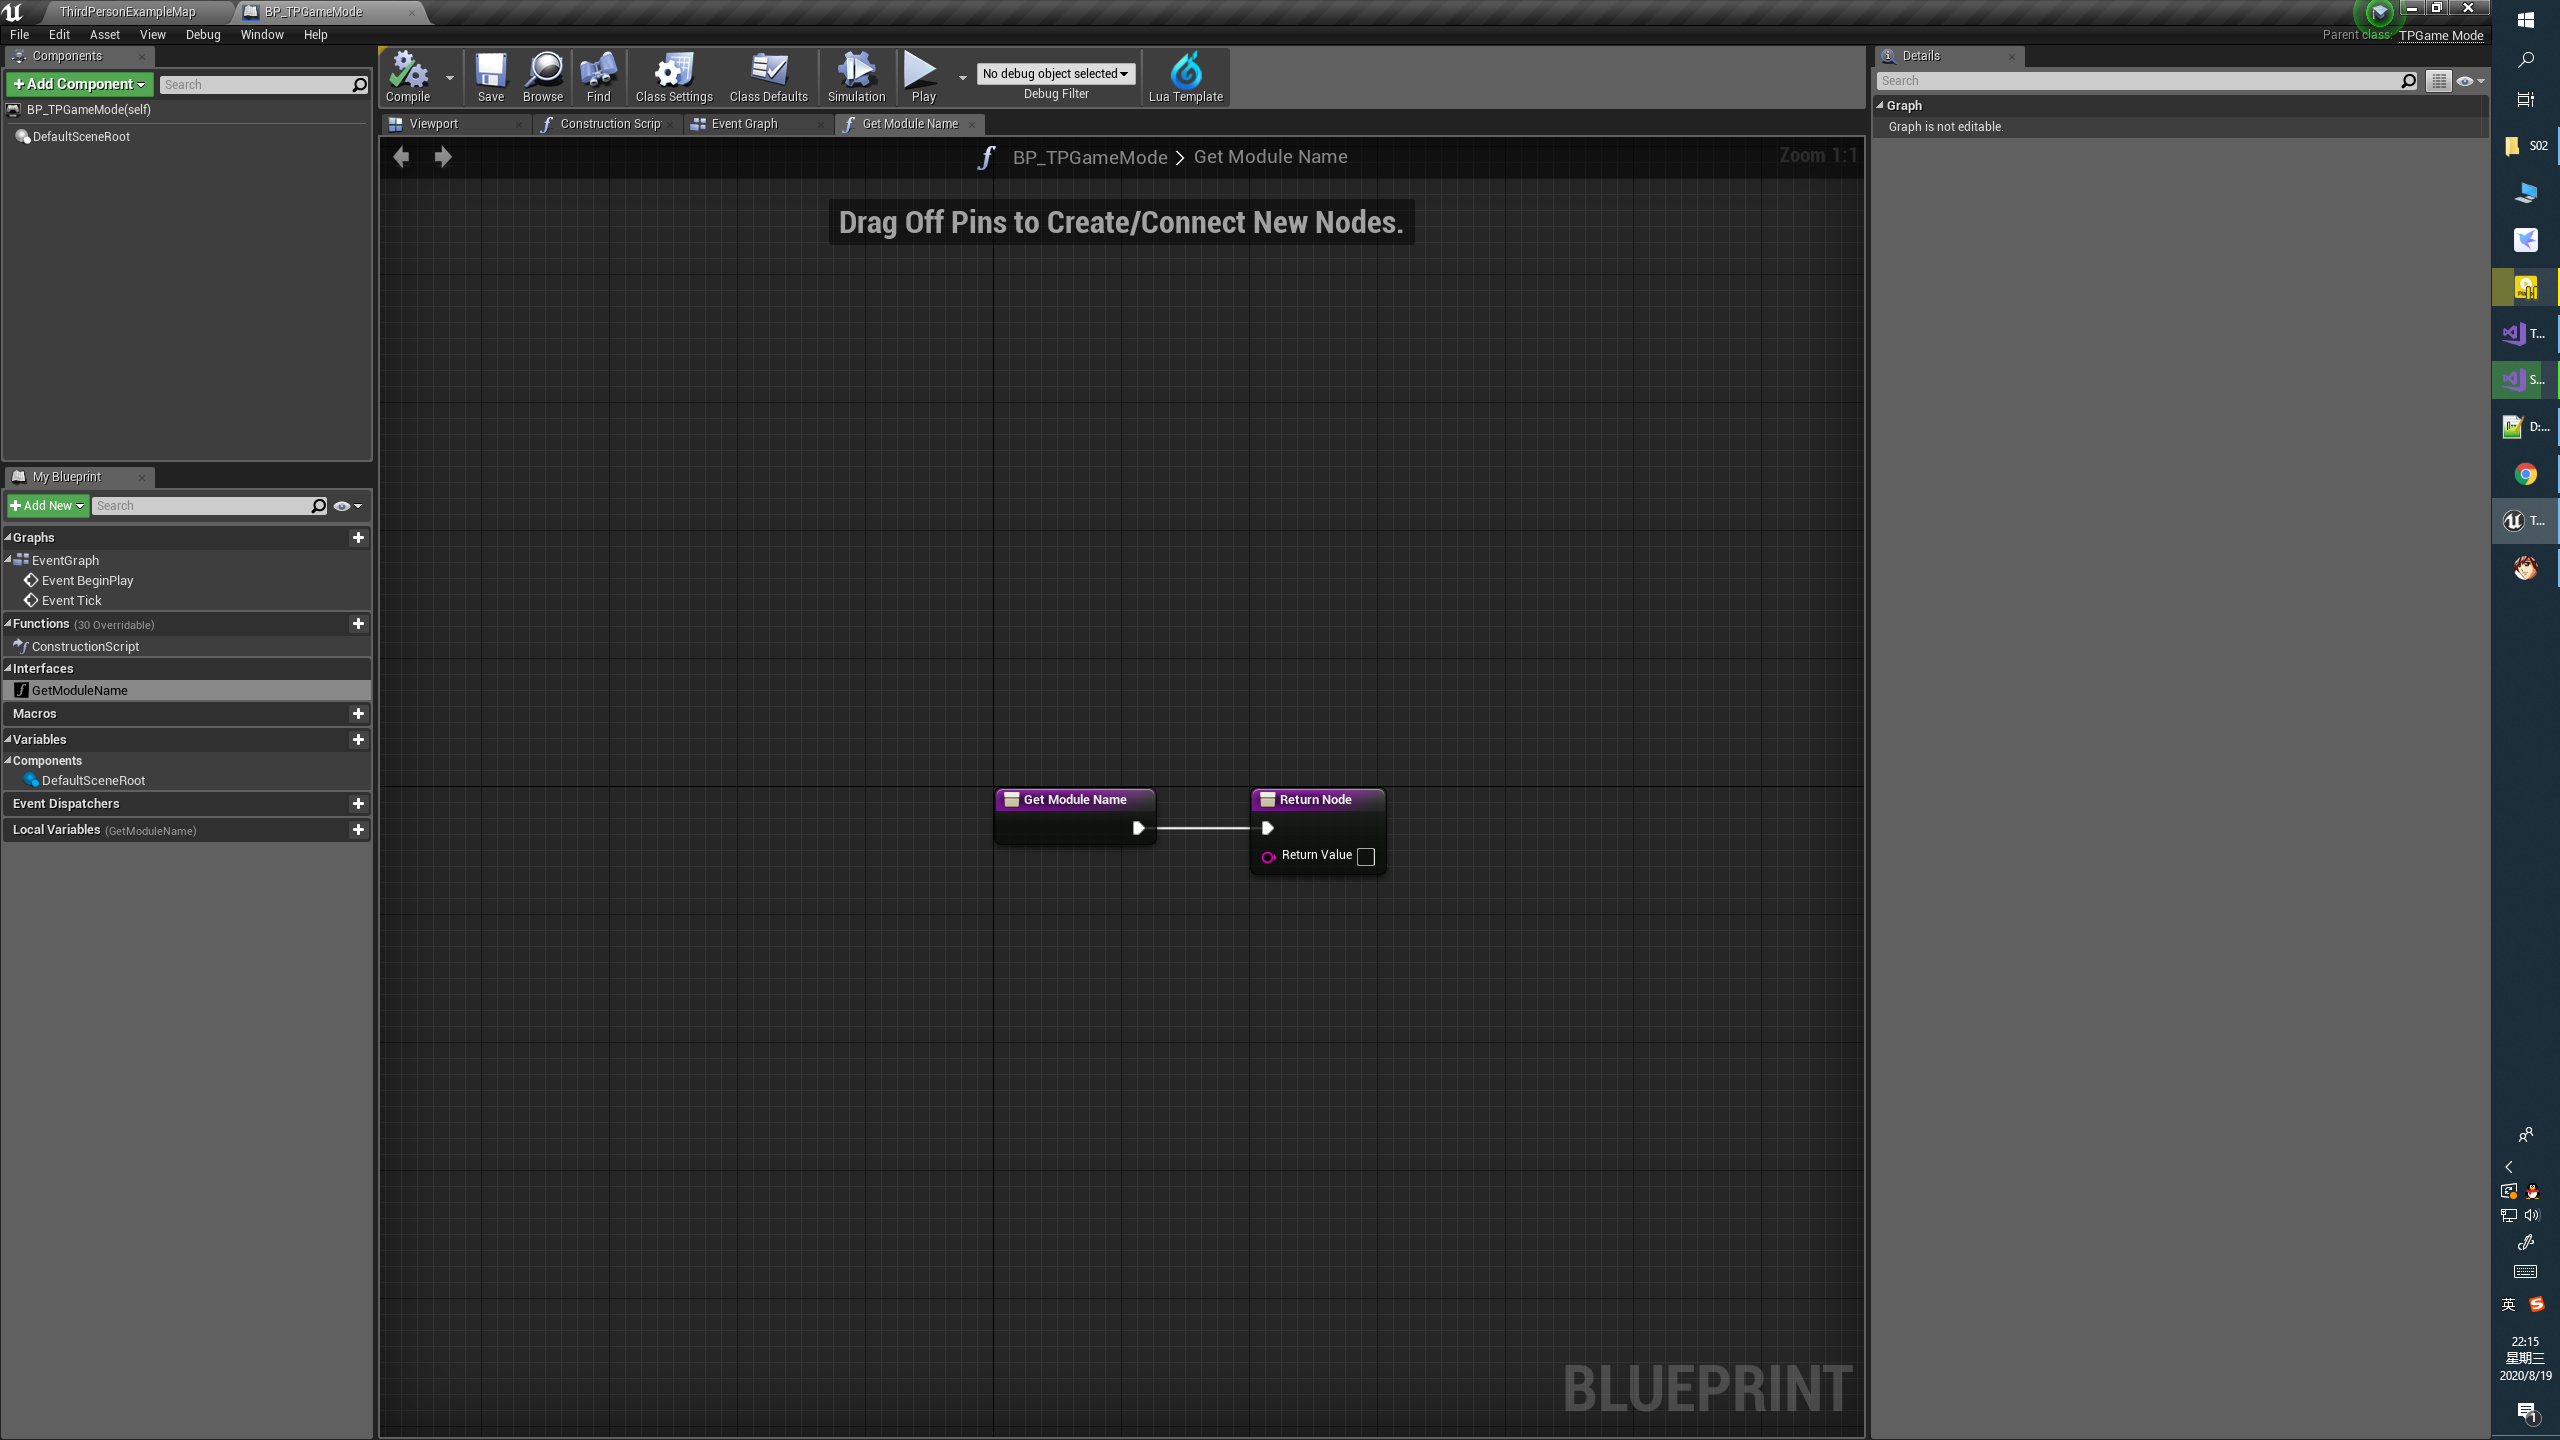 ThirdPersonExampleMap
BP_TPGameMode
File Edit Asset View Debug Window Help
Parent class: TPGame Mode
Components
Add Component
Search
BP_TPGameMode(self)
DefaultSceneRoot
My Blueprint
Add New
Search
Graphs
EventGraph
Event BeginPlay
Event Tick
Functions (30 Overridable)
ConstructionScript
Interfaces
GetModuleName
Macros
Variables
Components
DefaultSceneRoot
Event Dispatchers
Local Variables (GetModuleName)
Compile
Save
Browse
Find
Class Settings
Class Defaults
Simulation
Play
No debug object selected
Debug Filter
Lua Template
Viewport
Construction Scrip
Event Graph
Get Module Name
BP_TPGameMode > Get Module Name
Zoom 1:1
Drag Off Pins to Create/Connect New Nodes.
Get Module Name
Return Node
Return Value
BLUEPRINT
Details
Search
Graph
Graph is not editable.
S02
T...
S...
D:...
T...
英
22:15
星期三
2020/8/19
1